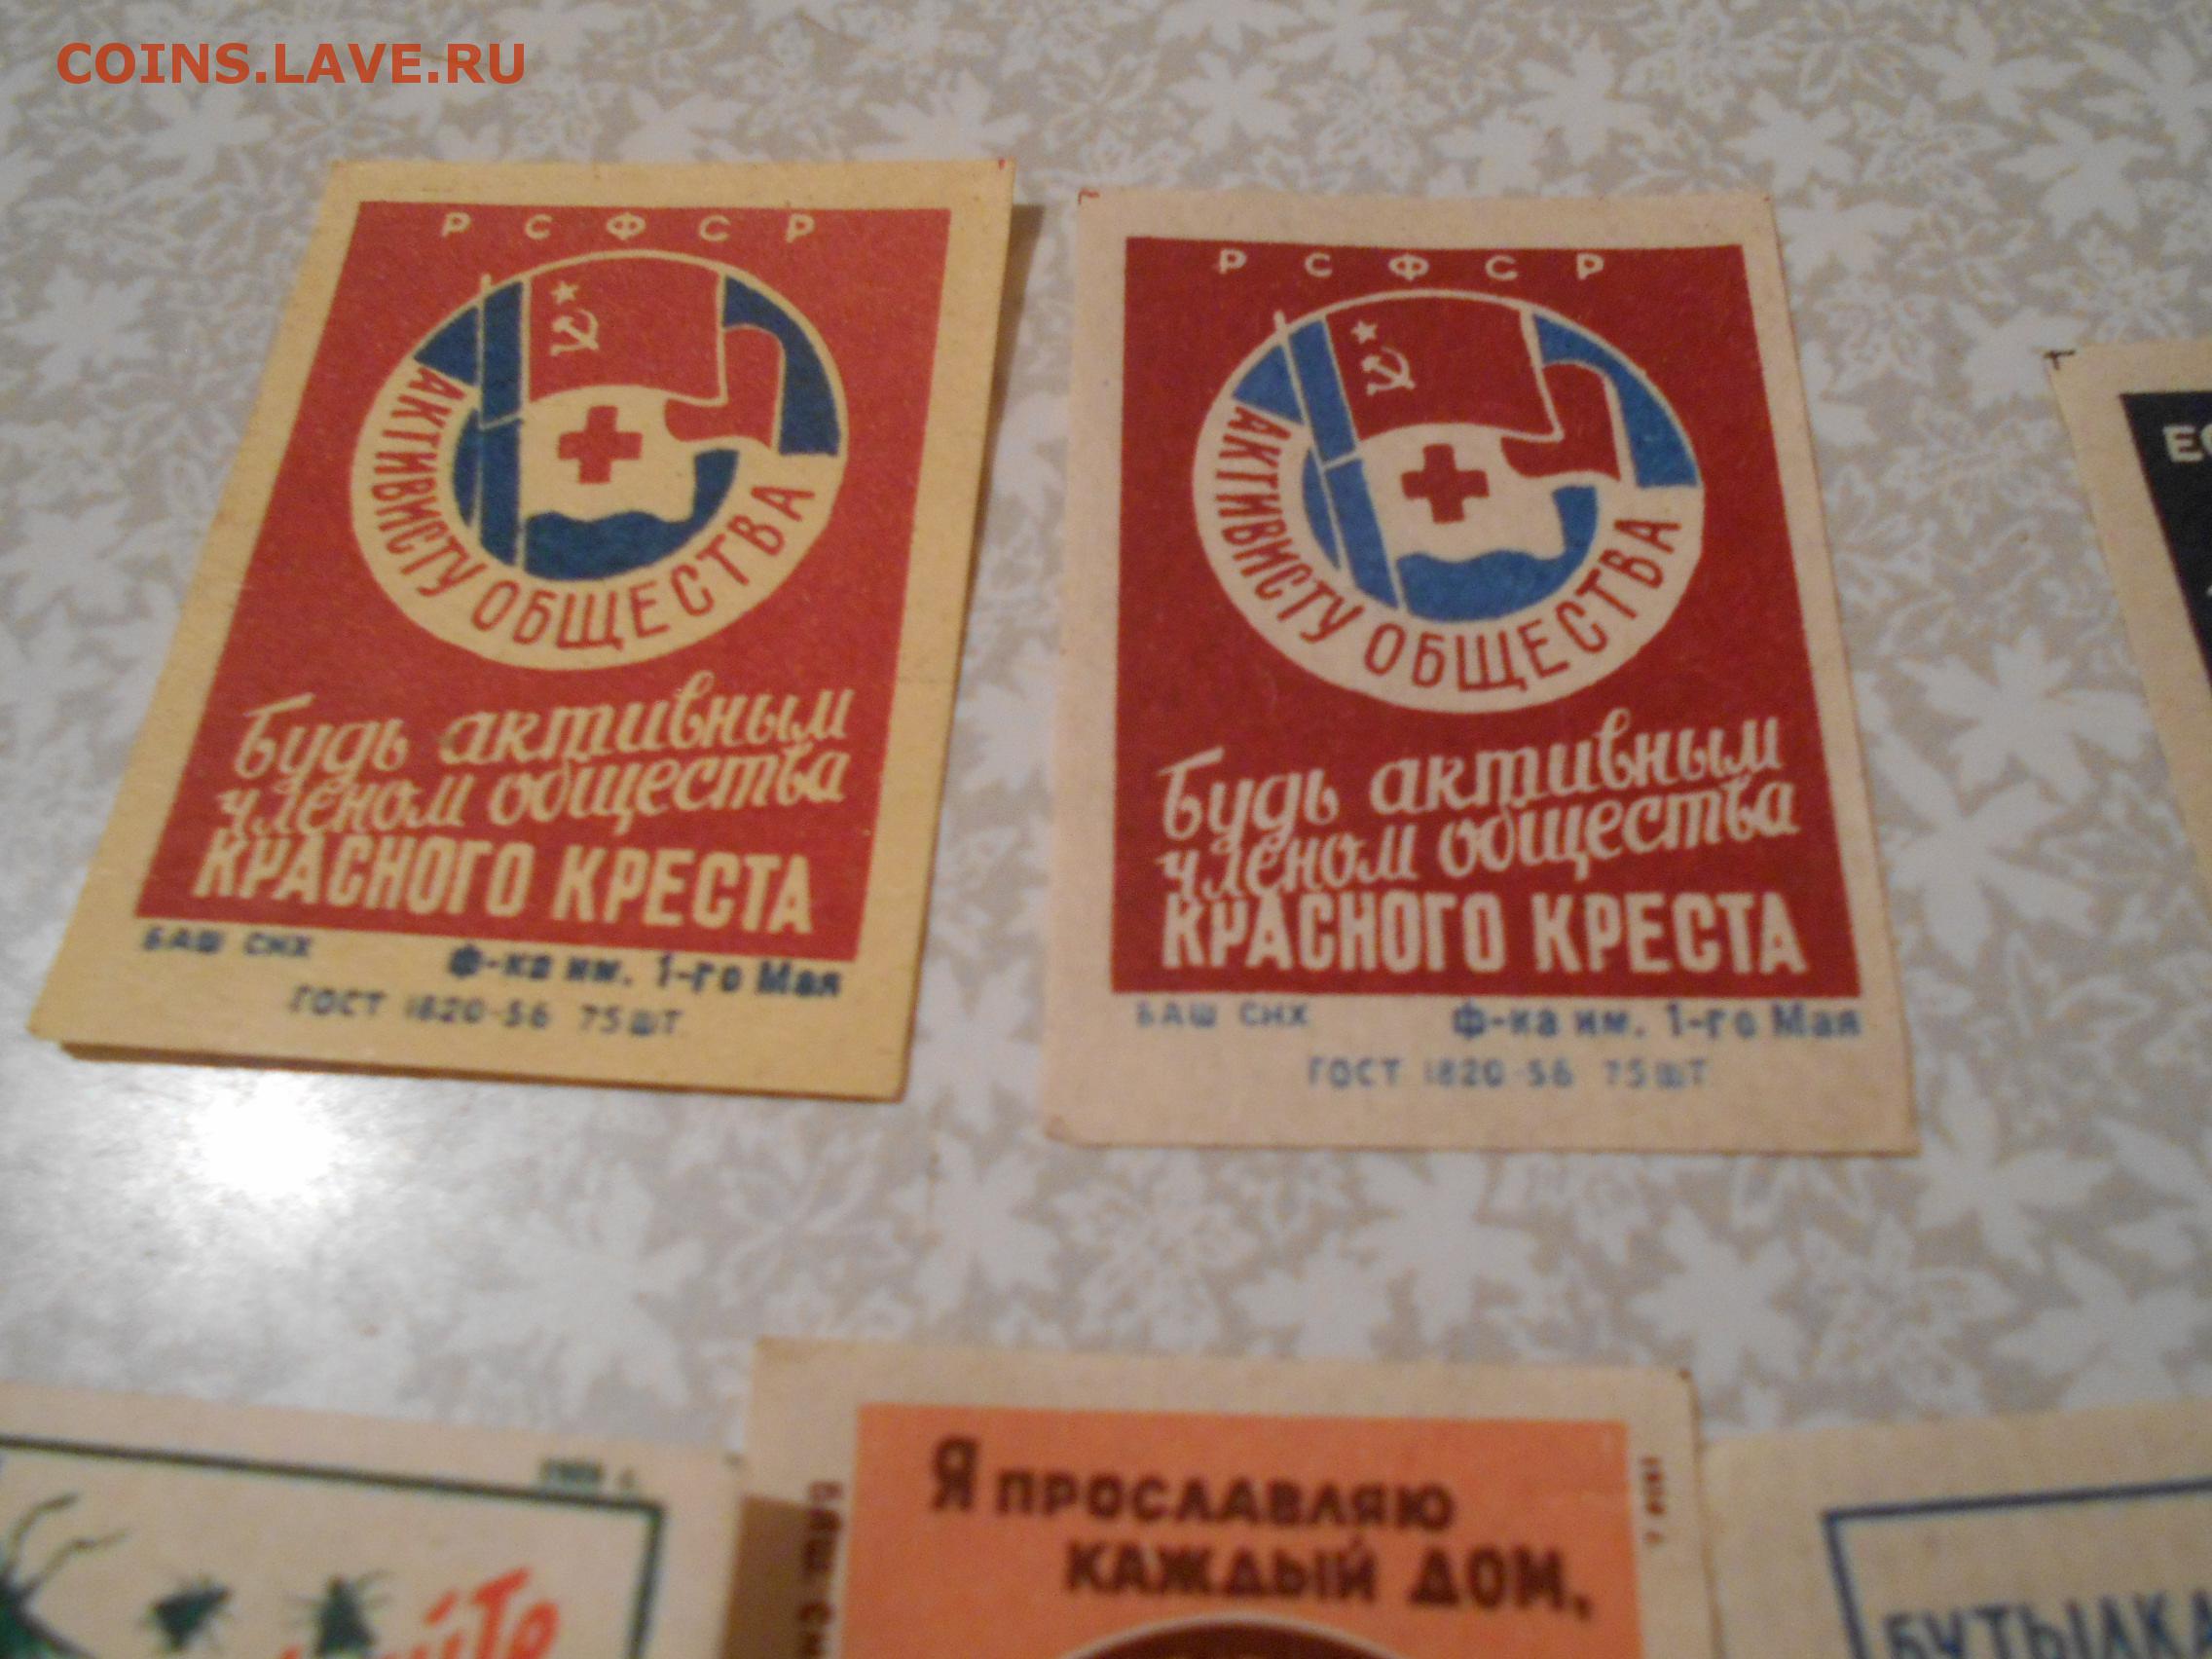 COINS.LAVE.RU
РСФСР
АКТИВИСТУ ОБЩЕСТВА
Будь активным
членом общества
КРАСНОГО КРЕСТА
БАШ СНХ ф-ка им. 1-го Мая
ГОСТ 1820-56 75 ШТ
РСФСР
АКТИВИСТУ ОБЩЕСТВА
Будь активным
членом общества
КРАСНОГО КРЕСТА
БАШ СНХ ф-ка им. 1-го Мая
ГОСТ 1820-56 75 ШТ
Я ПРОСЛАВЛЯЮ
КАЖДЫЙ ДОМ,
БАШ
БУТЫЛКА